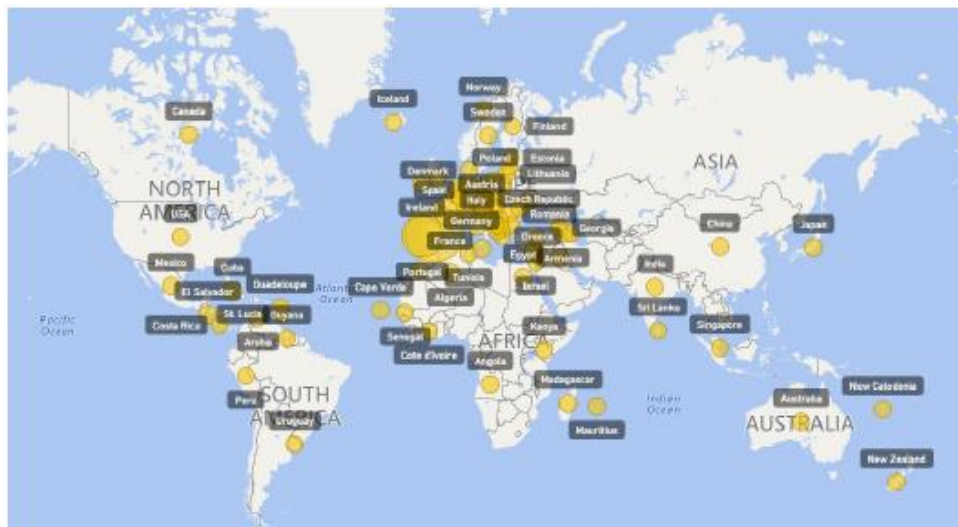 Norway
Iceland
Sweden
Canada
Finland
Poland
Estonia
ASIA
Denmark
Lithuania
NORTH
AMERICA
Austria
Spain
Italy
Czech Republic
Ireland
USA
Romania
Germany
Georgia
China
Japan
France
Greece
Egypt
Armenia
Mexico
Cuba
India
Portugal
Tunisia
Guadeloupe
Cape Verde
Israel
El Salvador
Ocean
Algeria
Sri Lanka
Pacific
Ocean
St. Lucia
Guyana
Costa Rica
Singapore
Senegal
Kenya
AFRICA
Aruba
Cote d'Ivoire
Angola
Madagascar
New Caledonia
Peru
SOUTH
AMERICA
Indian
Ocean
Australia
AUSTRALIA
Uruguay
Mauritius
New Zealand